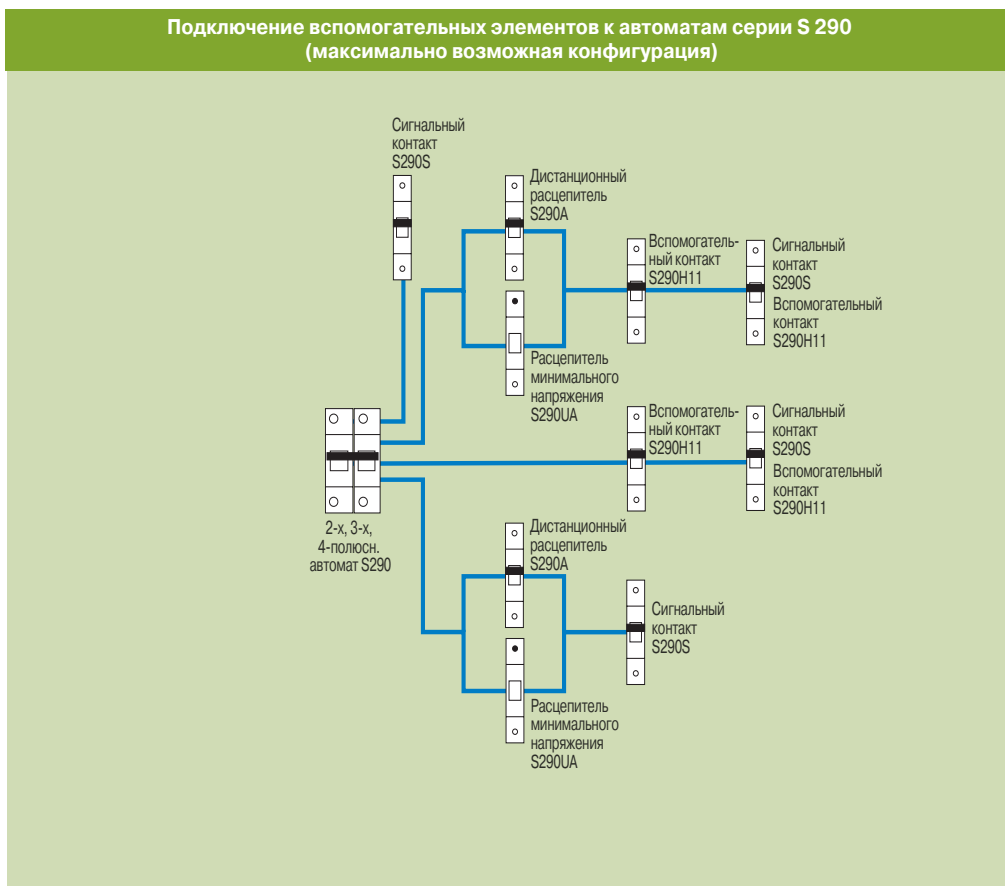 Подключение вспомогательных элементов к автоматам серии S 290
(максимально возможная конфигурация)
Сигнальный
контакт
S290S
Дистанционный
расцепитель
S290A
Вспомогатель-
ный контакт
S290H11
Сигнальный
контакт
S290S
Вспомогательный
контакт
S290H11
Расцепитель
минимального
напряжения
S290UA
Вспомогатель-
ный контакт
S290H11
Сигнальный
контакт
S290S
Вспомогательный
контакт
S290H11
2-х, 3-х,
4-полюсн.
автомат S290
Дистанционный
расцепитель
S290A
Сигнальный
контакт
S290S
Расцепитель
минимального
напряжения
S290UA